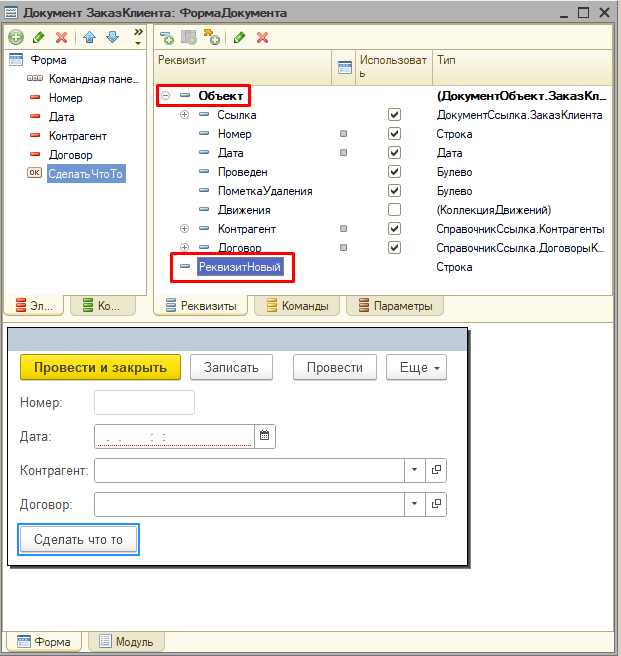 Документ ЗаказКлиента: ФормаДокумента
Форма
Командная пане...
Номер
Дата
Контрагент
Договор
СделатьЧтоТо
OK
Эл...
Ко...
Реквизит
Использоват
ь
Тип
Объект
(ДокументОбъект.ЗаказКл...
Ссылка
ДокументСсылка.ЗаказКлиента
Номер
Строка
Дата
Дата
Проведен
Булево
ПометкаУдаления
Булево
Движения
(КоллекцияДвижений)
Контрагент
СправочникСсылка.Контрагенты
Договор
СправочникСсылка.ДоговорыК...
РеквизитНовый
Строка
Реквизиты
Команды
Параметры
Провести и закрыть
Записать
Провести
Еще
Номер:
Дата:
. . : :
Контрагент:
Договор:
Сделать что то
Форма
Модуль